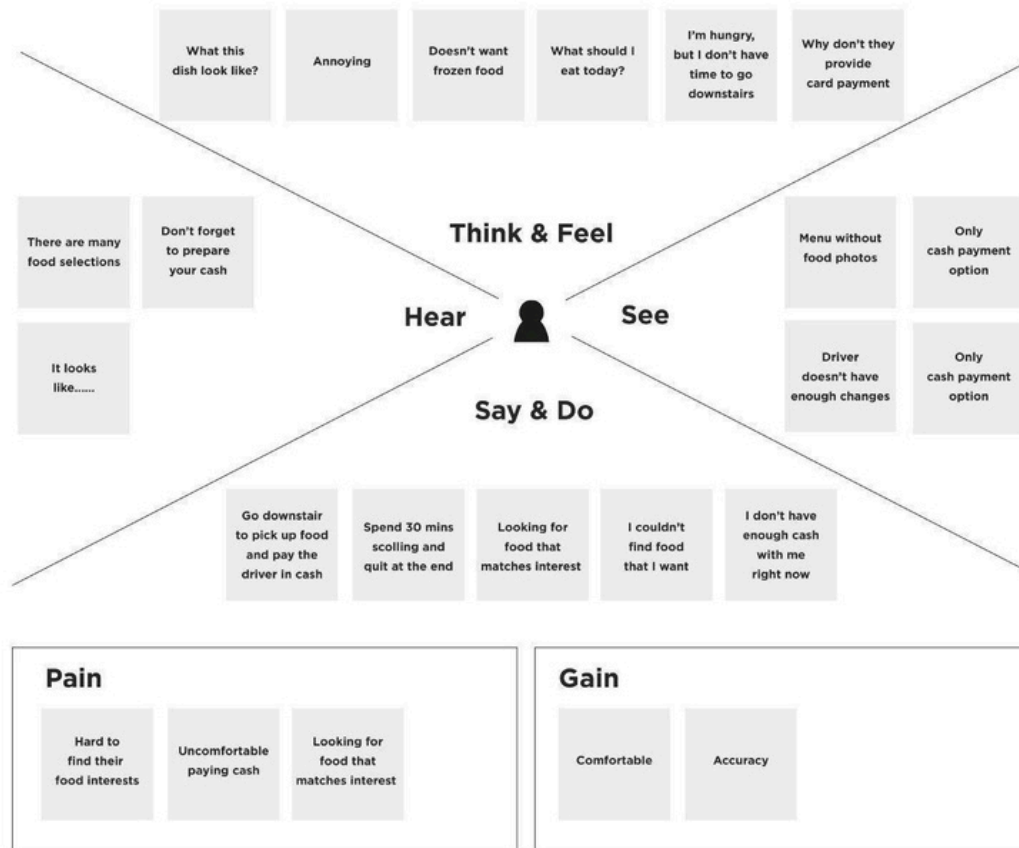 What this
dish look like?
Annoying
Doesn't want
frozen food
What should I
eat today?
I'm hungry,
but I don't have
time to go
downstairs
Why don't they
provide
card payment
Think & Feel
There are many
food selections
Don't forget
to prepare
your cash
It looks
like.......
Hear
See
Menu without
food photos
Only
cash payment
option
Driver
doesn't have
enough changes
Only
cash payment
option
Say & Do
Go downstair
to pick up food
and pay the
driver in cash
Spend 30 mins
scolling and
quit at the end
Looking for
food that
matches interest
I couldn't
find food
that I want
I don't have
enough cash
with me
right now
Pain
Hard to
find their
food interests
Uncomfortable
paying cash
Looking for
food that
matches interest
Gain
Comfortable
Accuracy